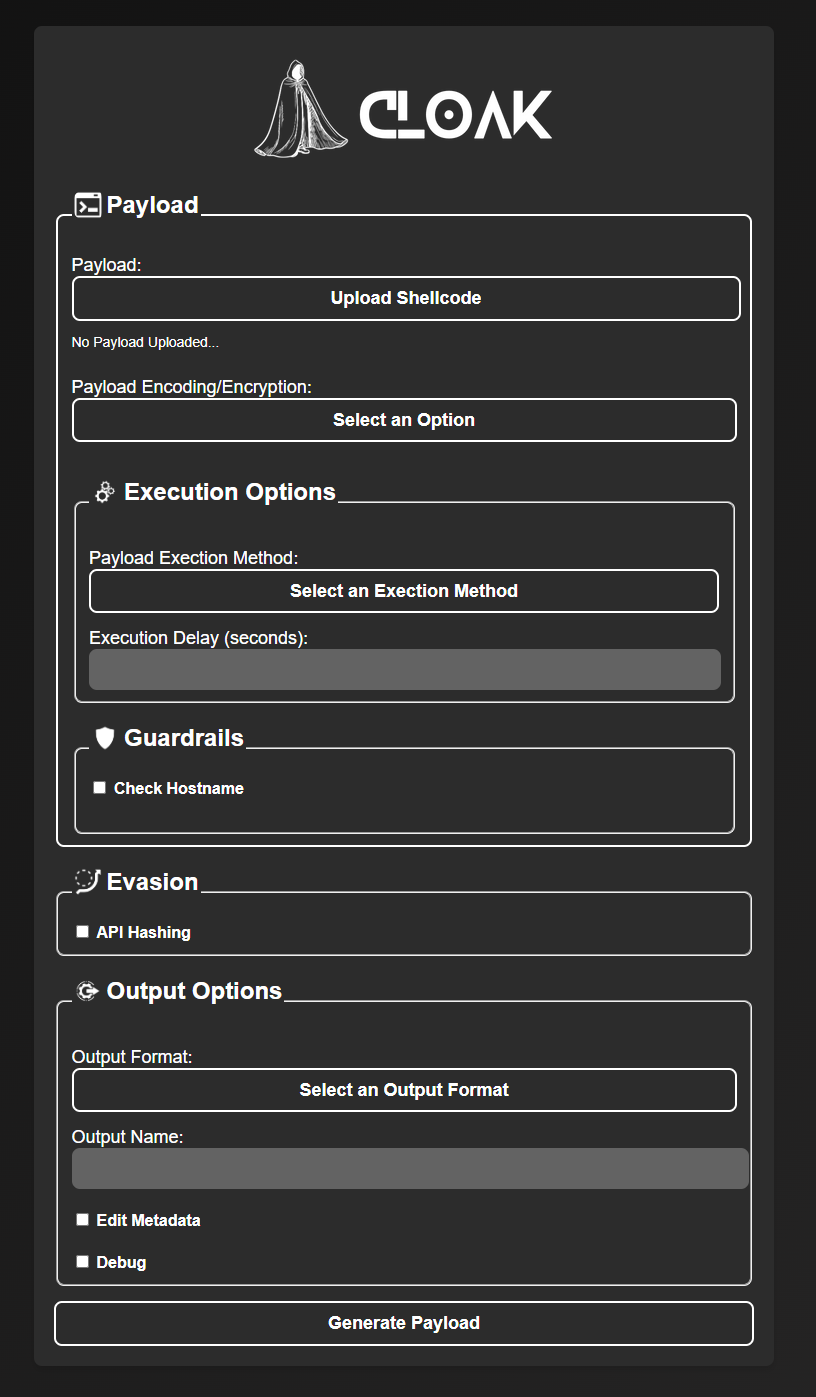 CLOAK
Payload
Payload:
Upload Shellcode
No Payload Uploaded...
Payload Encoding/Encryption:
Select an Option
Execution Options
Payload Exection Method:
Select an Exection Method
Execution Delay (seconds):
Guardrails
Check Hostname
Evasion
API Hashing
Output Options
Output Format:
Select an Output Format
Output Name:
Edit Metadata
Debug
Generate Payload